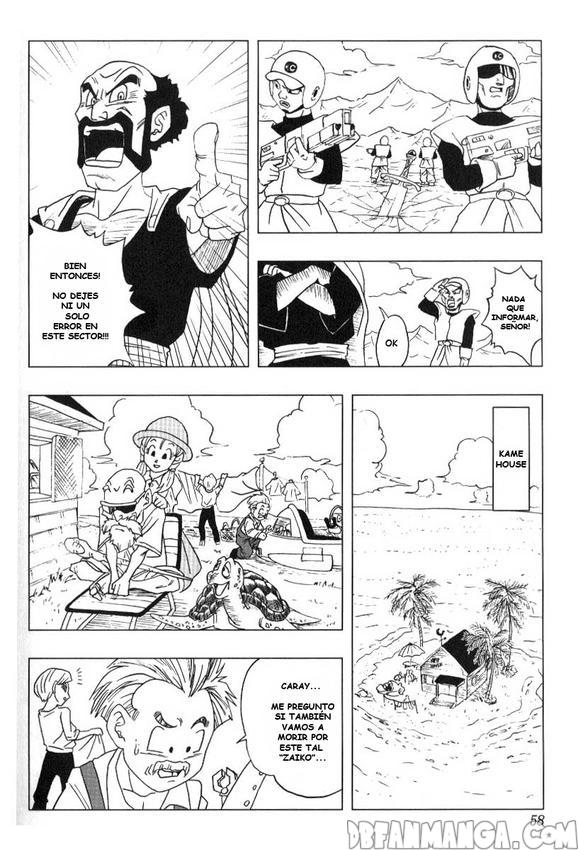 NADA
QUE
INFORMAR,
SEÑOR!
OK
BIEN
ENTONCES!
NO DEJES
NI UN
SOLO
ERROR EN
ESTE SECTOR!!!
KAME
HOUSE
CARAY...
ME PREGUNTO
SI TAMBIÉN
VAMOS A
MORIR POR
ESTE TAL
"ZAIKO"...
58
DBFANMANGA.COM